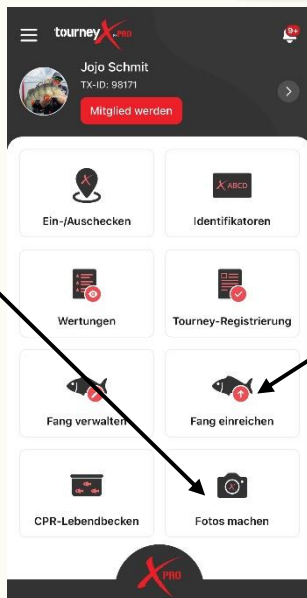 tourney X PRO
9+
Jojo Schmit
TX-ID: 98171
Mitglied werden
X ABCD
Ein-/Auschecken
Identifikatoren
Wertungen
Tourney-Registrierung
Fang verwalten
Fang einreichen
CPR-Lebendbecken
Fotos machen
X PRO